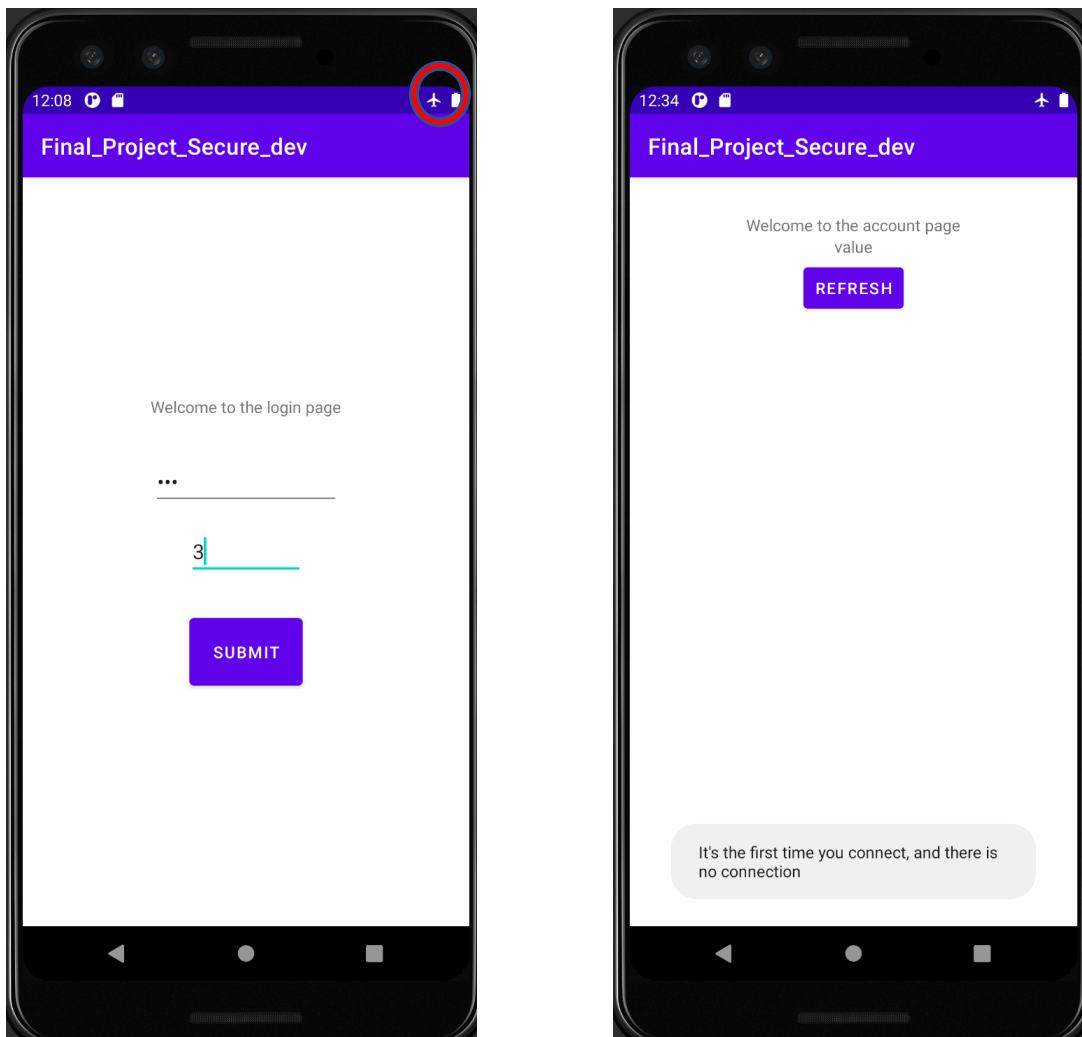 12:08
Final_Project_Secure_dev
Welcome to the login page
•••
3
SUBMIT
12:34
Final_Project_Secure_dev
Welcome to the account page
value
REFRESH
It's the first time you connect, and there is
no connection